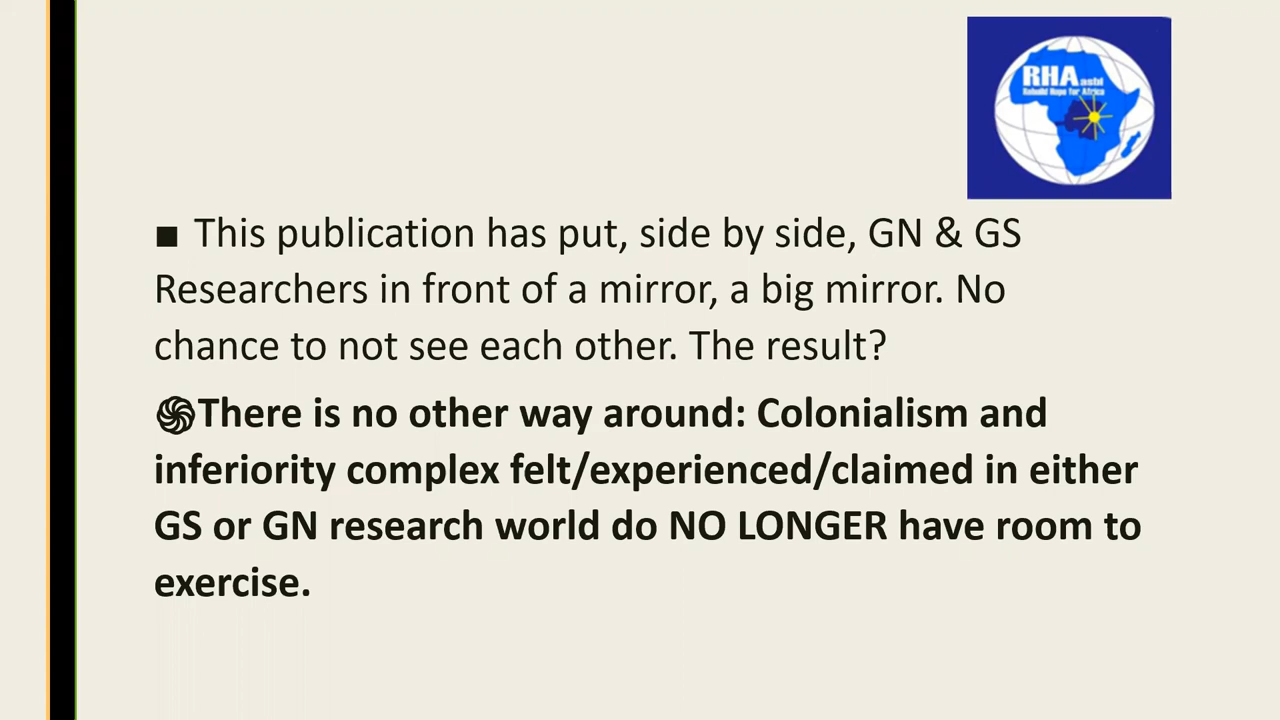 RHA asbl
Rebuild Hope for Africa
■ This publication has put, side by side, GN & GS
Researchers in front of a mirror, a big mirror. No
chance to not see each other. The result?
There is no other way around: Colonialism and
inferiority complex felt/experienced/claimed in either
GS or GN research world do NO LONGER have room to
exercise.